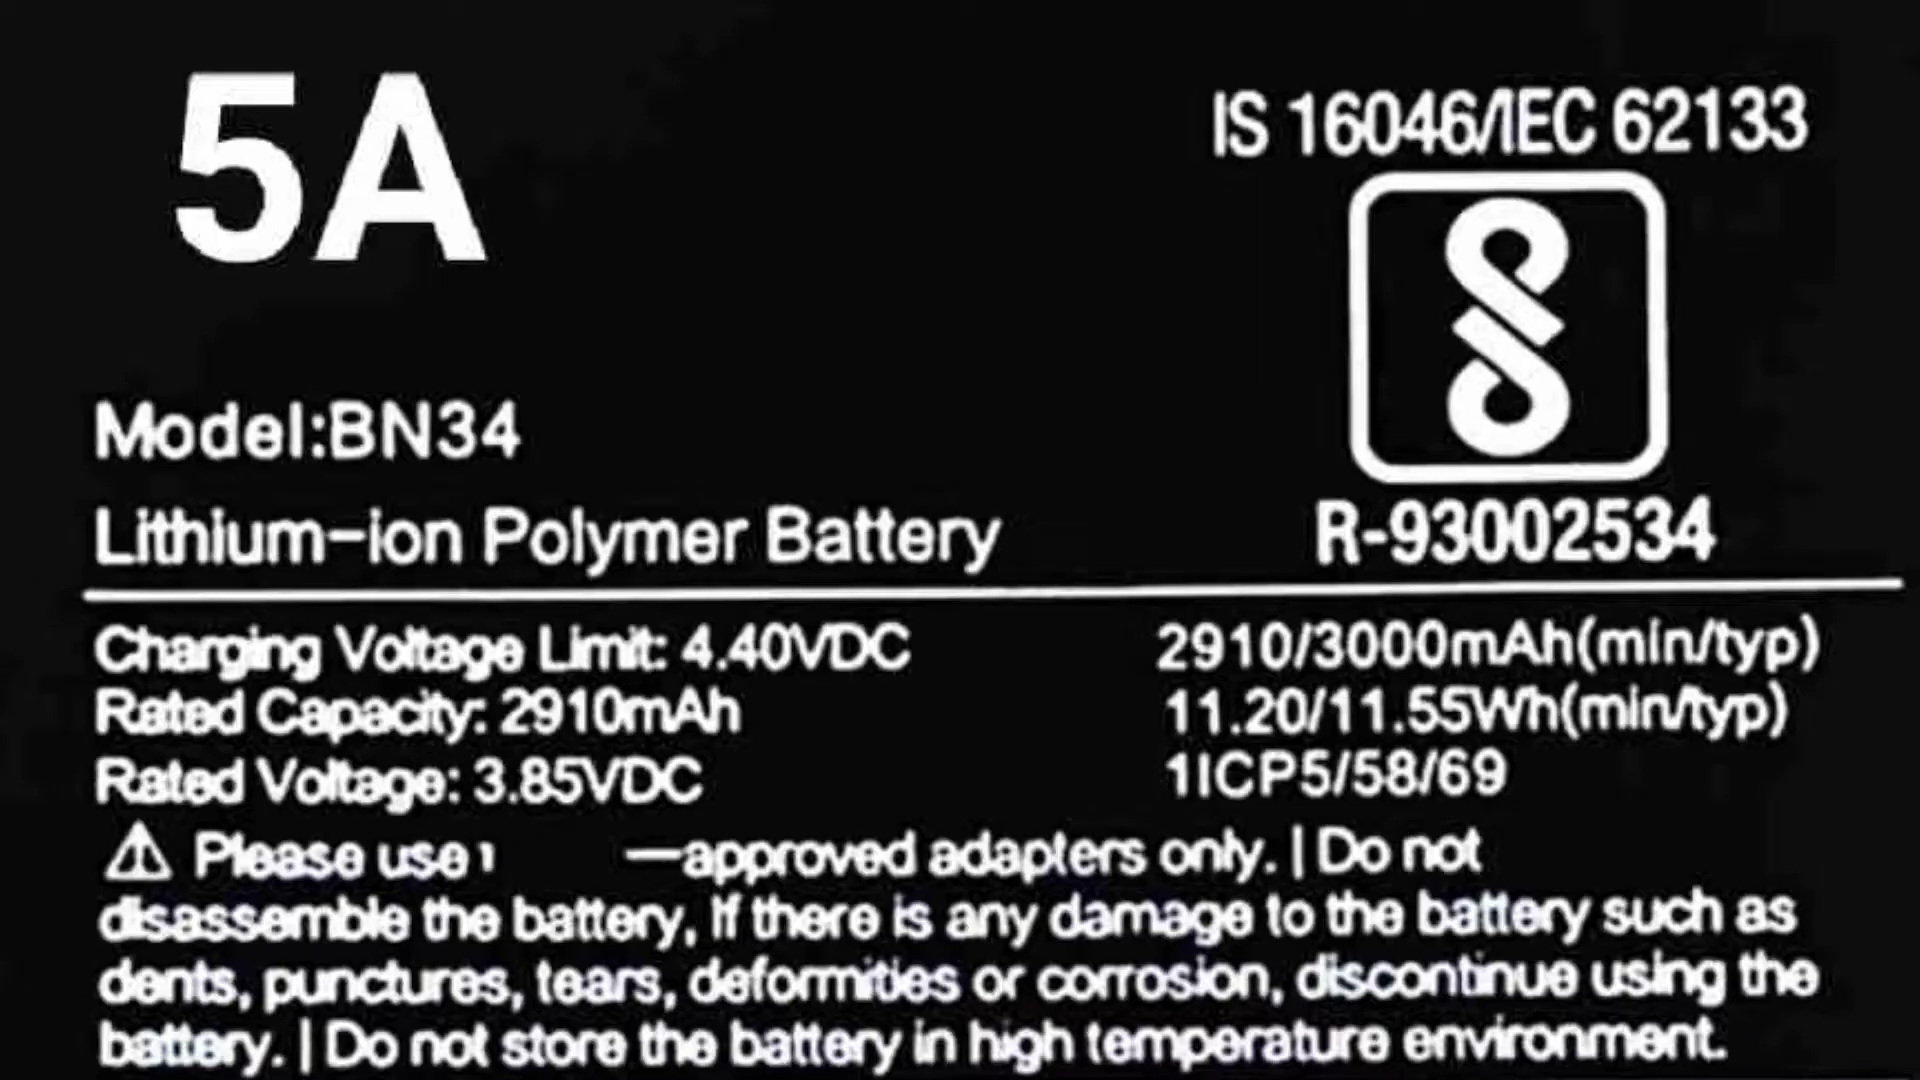 5A
IS 16046/IEC 62133
R-93002534
Model:BN34
Lithium-ion Polymer Battery
Charging Voltage Limit: 4.40VDC
2910/3000mAh(min/typ)
Rated Capacity: 2910mAh
11.20/11.55Wh(min/typ)
Rated Voltage: 3.85VDC
1ICP5/58/69
Please use —approved adapters only. | Do not
disassemble the battery, If there is any damage to the battery such as
dents, punctures, tears, deformities or corrosion, discontinue using the
battery. | Do not store the battery in high temperature environment.